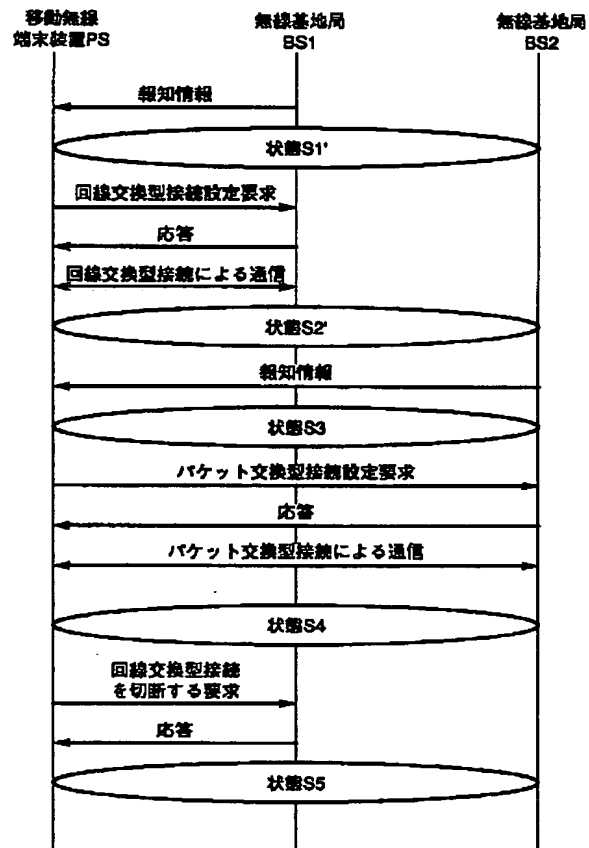 移動無線
端末装置PS
無線基地局
BS1
無線基地局
BS2
報知情報
状態S1'
回線交換型接続設定要求
応答
回線交換型接続による通信
状態S2'
報知情報
状態S3
パケット交換型接続設定要求
応答
パケット交換型接続による通信
状態S4
回線交換型接続
を切断する要求
応答
状態S5